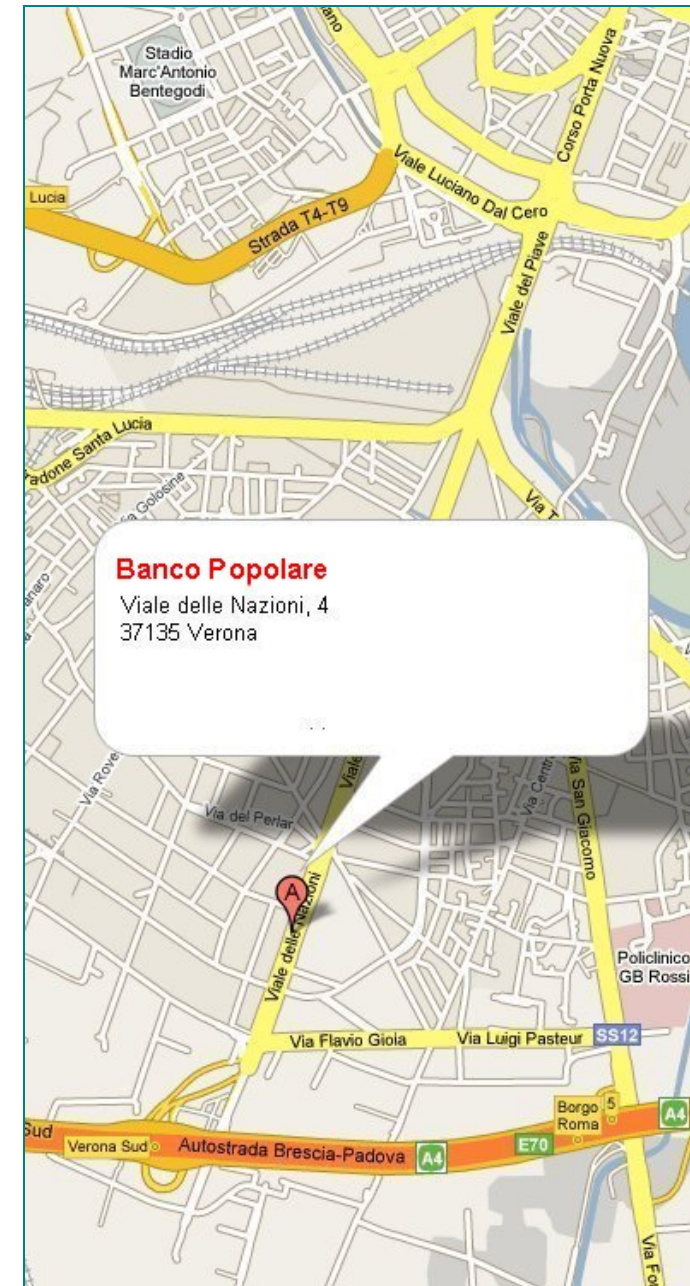 Stadio
Marc'Antonio
Bentegodi
Corso Porta Nuova
Viale Luciano Dal Cero
Lucia
Strada T4-T9
Viale del Piave
Santa Lucia
Via Golosine
Via T
Banco Popolare
Viale delle Nazioni, 4
37135 Verona
Viale
Via Rove
Via del Perlar
Via Centr
Via San Giacomo
A
Viale delle Nazioni
Policlinico
GB Rossi
Via Flavio Gioia
Via Luigi Pasteur
SS12
Borgo
Roma
5
A4
Sud
Verona Sud
Autostrada Brescia-Padova
A4
E70
Via Fo